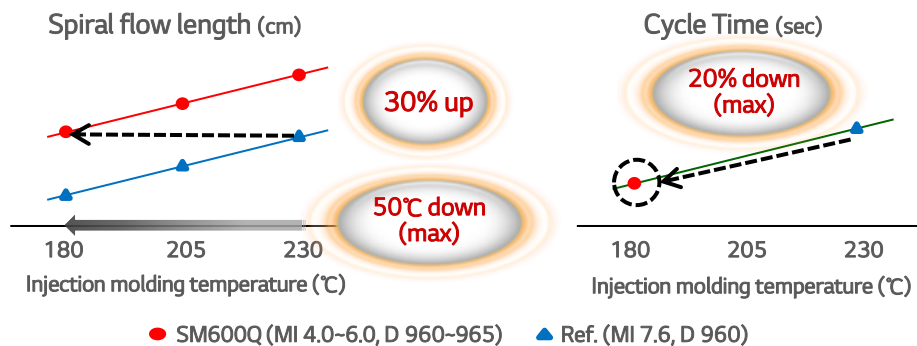 Spiral flow length (cm)
30% up
50℃ down
(max)
180 205 230
Injection molding temperature (℃)
Cycle Time (sec)
20% down
(max)
180 205 230
Injection molding temperature (℃)
SM600Q (MI 4.0~6.0, D 960~965)
Ref. (MI 7.6, D 960)